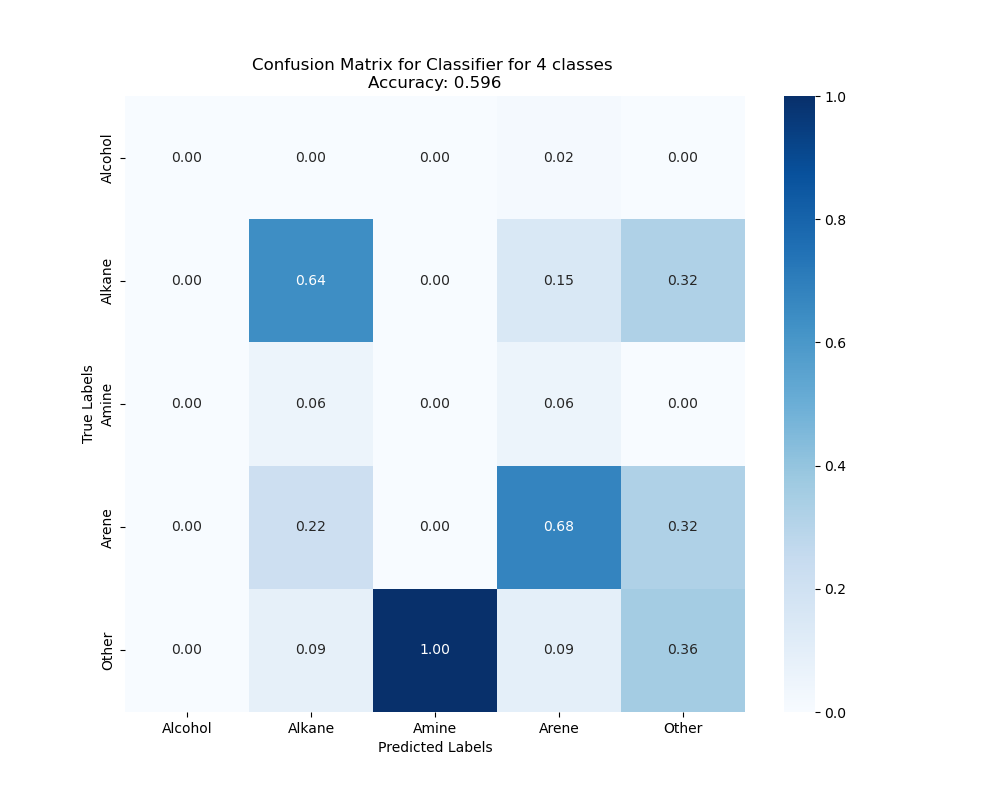 Confusion Matrix for Classifier for 4 classes
Accuracy: 0.596
True Labels
Alcohol 0.00 0.00 0.00 0.02 0.00
Alkane 0.00 0.64 0.00 0.15 0.32
Amine 0.00 0.06 0.00 0.06 0.00
Arene 0.00 0.22 0.00 0.68 0.32
Other 0.00 0.09 1.00 0.09 0.36
Alcohol Alkane Amine Arene Other
Predicted Labels
1.0
0.8
0.6
0.4
0.2
0.0